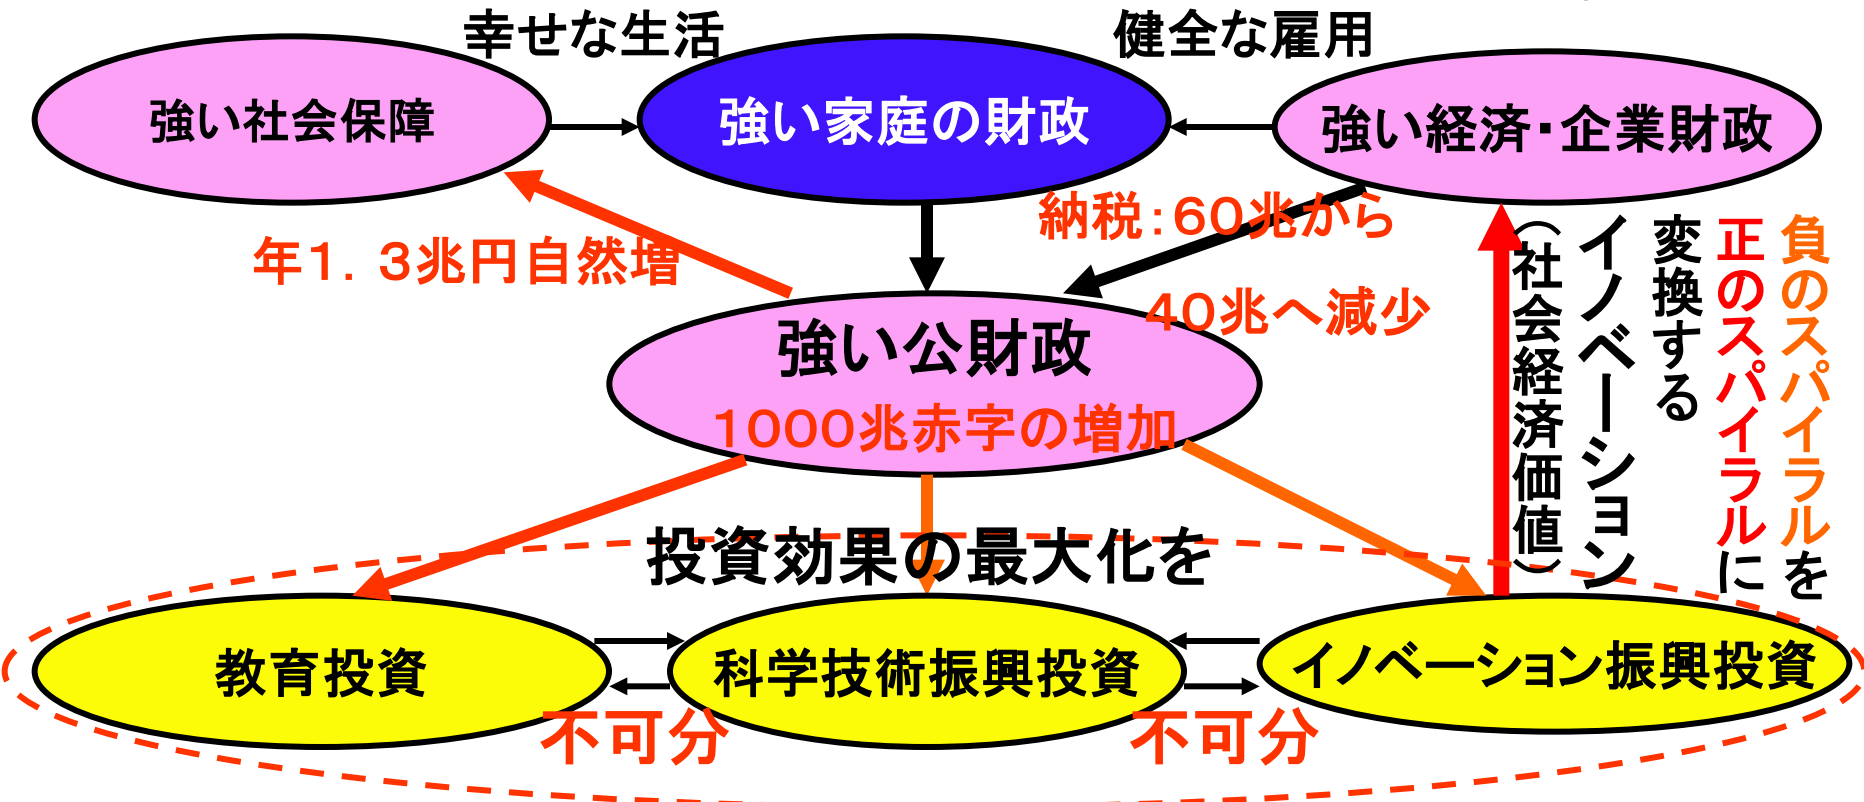 幸せな生活
健全な雇用
強い社会保障
強い家庭の財政
強い経済・企業財政
納税：６０兆から
年１．３兆円自然増
４０兆へ減少
強い公財政
１０００兆赤字の増加
負のスパイラルを
正のスパイラルに
変換する
イノベーション
（社会経済価値）
投資効果の最大化を
教育投資
科学技術振興投資
イノベーション振興投資
不可分
不可分